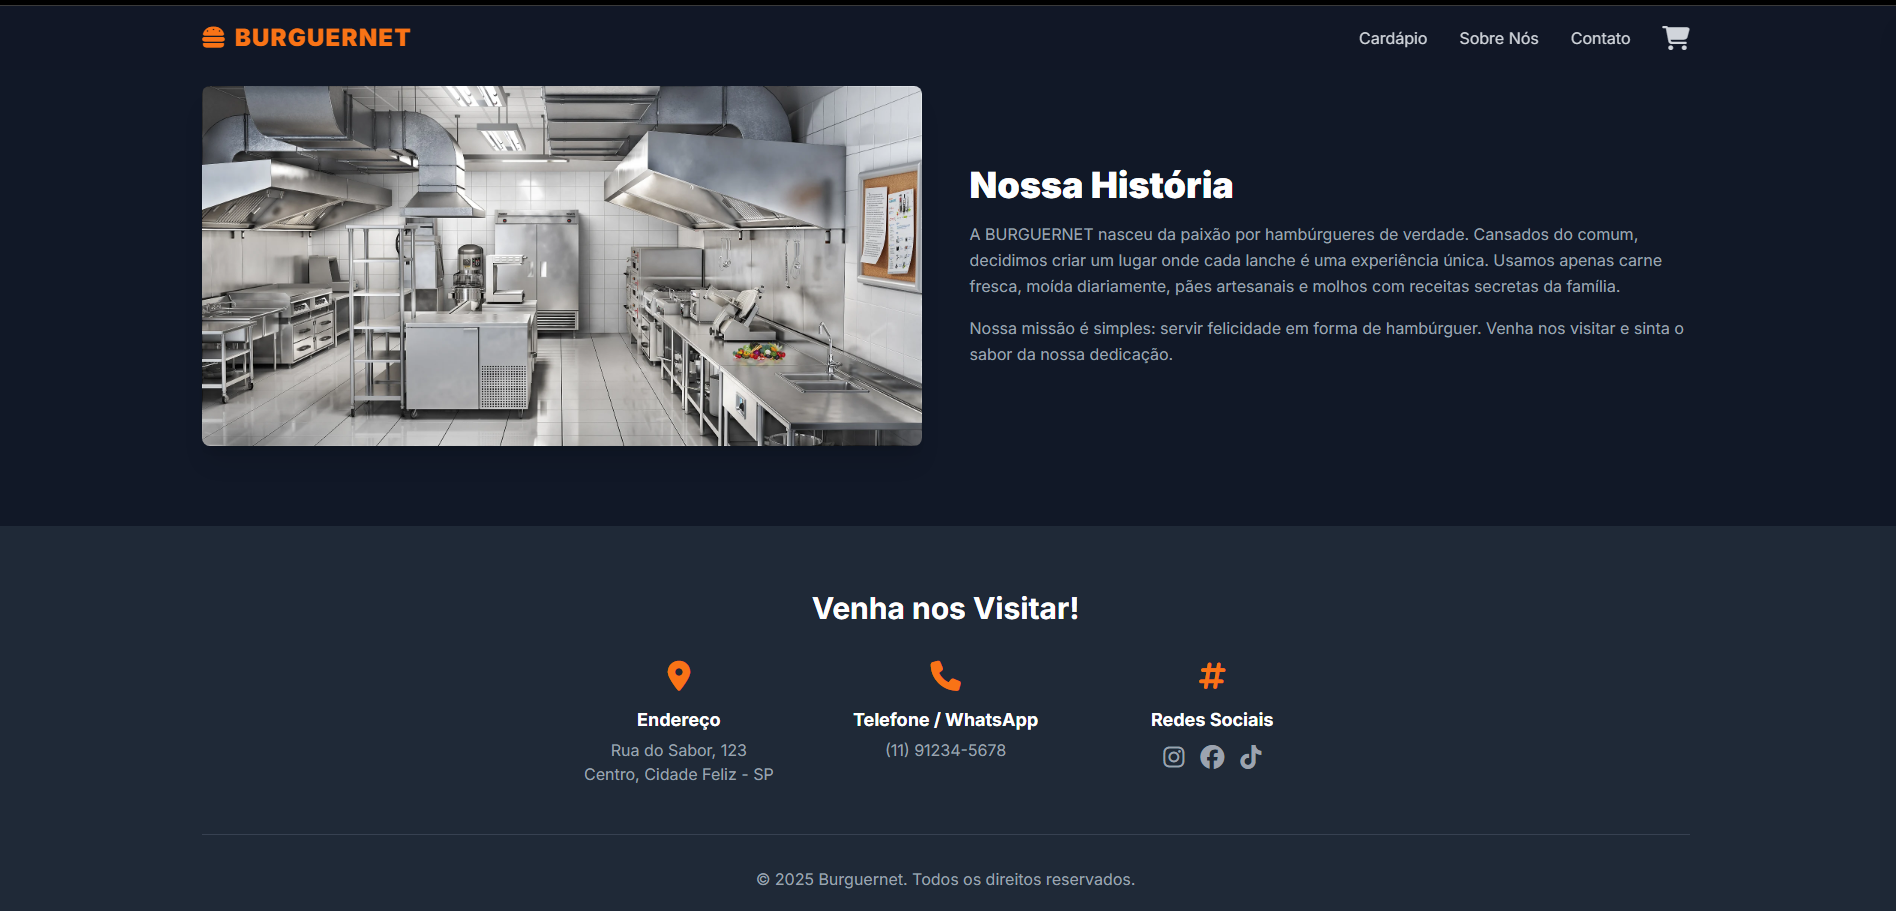 BURGUERNET
Cardápio
Sobre Nós
Contato
Nossa História
A BURGUERNET nasceu da paixão por hambúrgueres de verdade. Cansados do comum,
decidimos criar um lugar onde cada lanche é uma experiência única. Usamos apenas carne
fresca, moída diariamente, pães artesanais e molhos com receitas secretas da família.
Nossa missão é simples: servir felicidade em forma de hambúrguer. Venha nos visitar e sinta o
sabor da nossa dedicação.
Venha nos Visitar!
Endereço
Rua do Sabor, 123
Centro, Cidade Feliz - SP
Telefone / WhatsApp
(11) 91234-5678
Redes Sociais
© 2025 Burguernet. Todos os direitos reservados.